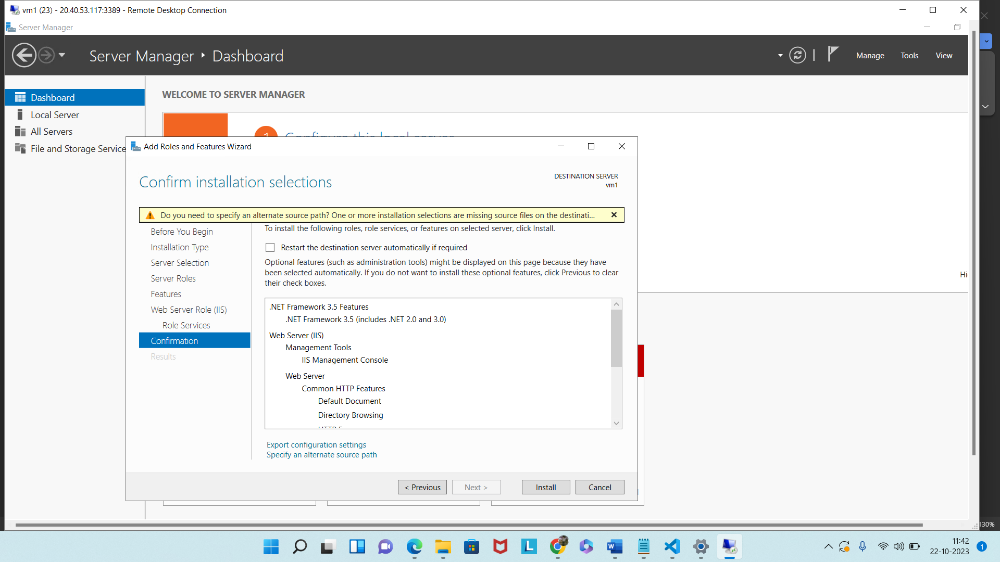 vm1 (23) - 20.40.53.117:3389 - Remote Desktop Connection
Server Manager
Server Manager Dashboard
Manage Tools View
Dashboard
Local Server
All Servers
File and Storage Service
WELCOME TO SERVER MANAGER
1 Configure this local server
Add Roles and Features Wizard
Confirm installation selections
DESTINATION SERVER
vm1
Do you need to specify an alternate source path? One or more installation selections are missing source files on the destinati...
Before You Begin
Installation Type
Server Selection
Server Roles
Features
Web Server Role (IIS)
Role Services
Confirmation
Results
To install the following roles, role services, or features on selected server, click Install.
Restart the destination server automatically if required
Optional features (such as administration tools) might be displayed on this page because they have
been selected automatically. If you do not want to install these optional features, click Previous to clear
their check boxes.
.NET Framework 3.5 Features
.NET Framework 3.5 (includes .NET 2.0 and 3.0)
Web Server (IIS)
Management Tools
IIS Management Console
Web Server
Common HTTP Features
Default Document
Directory Browsing
Export configuration settings
Specify an alternate source path
< Previous
Next >
Install
Cancel
130%
11:42
22-10-2023
1